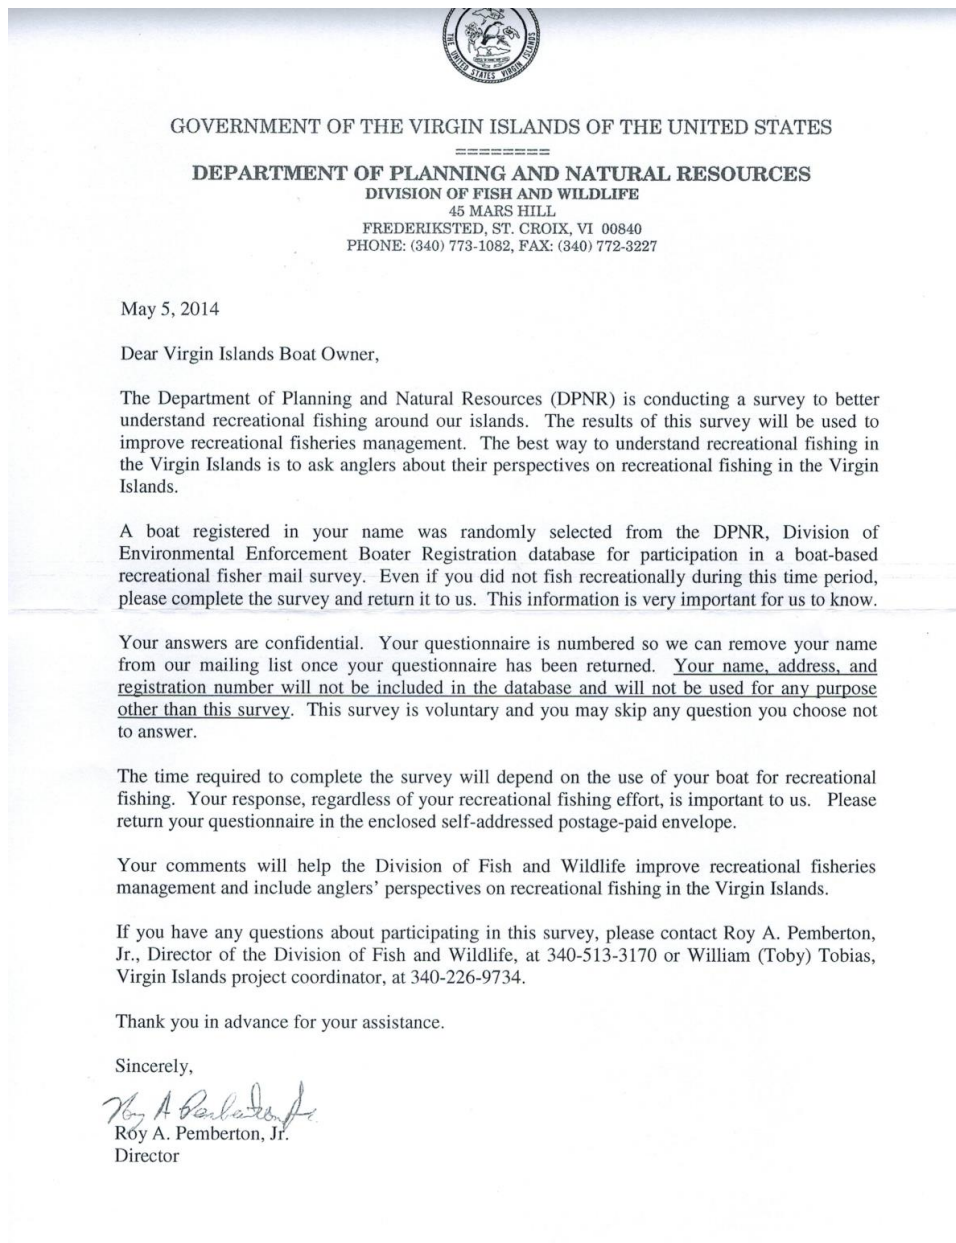 THE UNITED STATES VIRGIN ISLANDS
GOVERNMENT OF THE VIRGIN ISLANDS OF THE UNITED STATES
========
DEPARTMENT OF PLANNING AND NATURAL RESOURCES
DIVISION OF FISH AND WILDLIFE
45 MARS HILL
FREDERIKSTED, ST. CROIX, VI 00840
PHONE: (340) 773-1082, FAX: (340) 772-3227
May 5, 2014
Dear Virgin Islands Boat Owner,
The Department of Planning and Natural Resources (DPNR) is conducting a survey to better
understand recreational fishing around our islands. The results of this survey will be used to
improve recreational fisheries management. The best way to understand recreational fishing in
the Virgin Islands is to ask anglers about their perspectives on recreational fishing in the Virgin
Islands.
A boat registered in your name was randomly selected from the DPNR, Division of
Environmental Enforcement Boater Registration database for participation in a boat-based
recreational fisher mail survey. Even if you did not fish recreationally during this time period,
please complete the survey and return it to us. This information is very important for us to know.
Your answers are confidential. Your questionnaire is numbered so we can remove your name
from our mailing list once your questionnaire has been returned. Your name, address, and
registration number will not be included in the database and will not be used for any purpose
other than this survey. This survey is voluntary and you may skip any question you choose not
to answer.
The time required to complete the survey will depend on the use of your boat for recreational
fishing. Your response, regardless of your recreational fishing effort, is important to us. Please
return your questionnaire in the enclosed self-addressed postage-paid envelope.
Your comments will help the Division of Fish and Wildlife improve recreational fisheries
management and include anglers' perspectives on recreational fishing in the Virgin Islands.
If you have any questions about participating in this survey, please contact Roy A. Pemberton,
Jr., Director of the Division of Fish and Wildlife, at 340-513-3170 or William (Toby) Tobias,
Virgin Islands project coordinator, at 340-226-9734.
Thank you in advance for your assistance.
Sincerely,
Roy A Pemberton Jr
Roy A. Pemberton, Jr.
Director